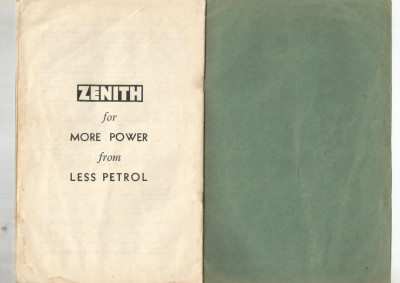 ZENITH
for
MORE POWER
from
LESS PETROL